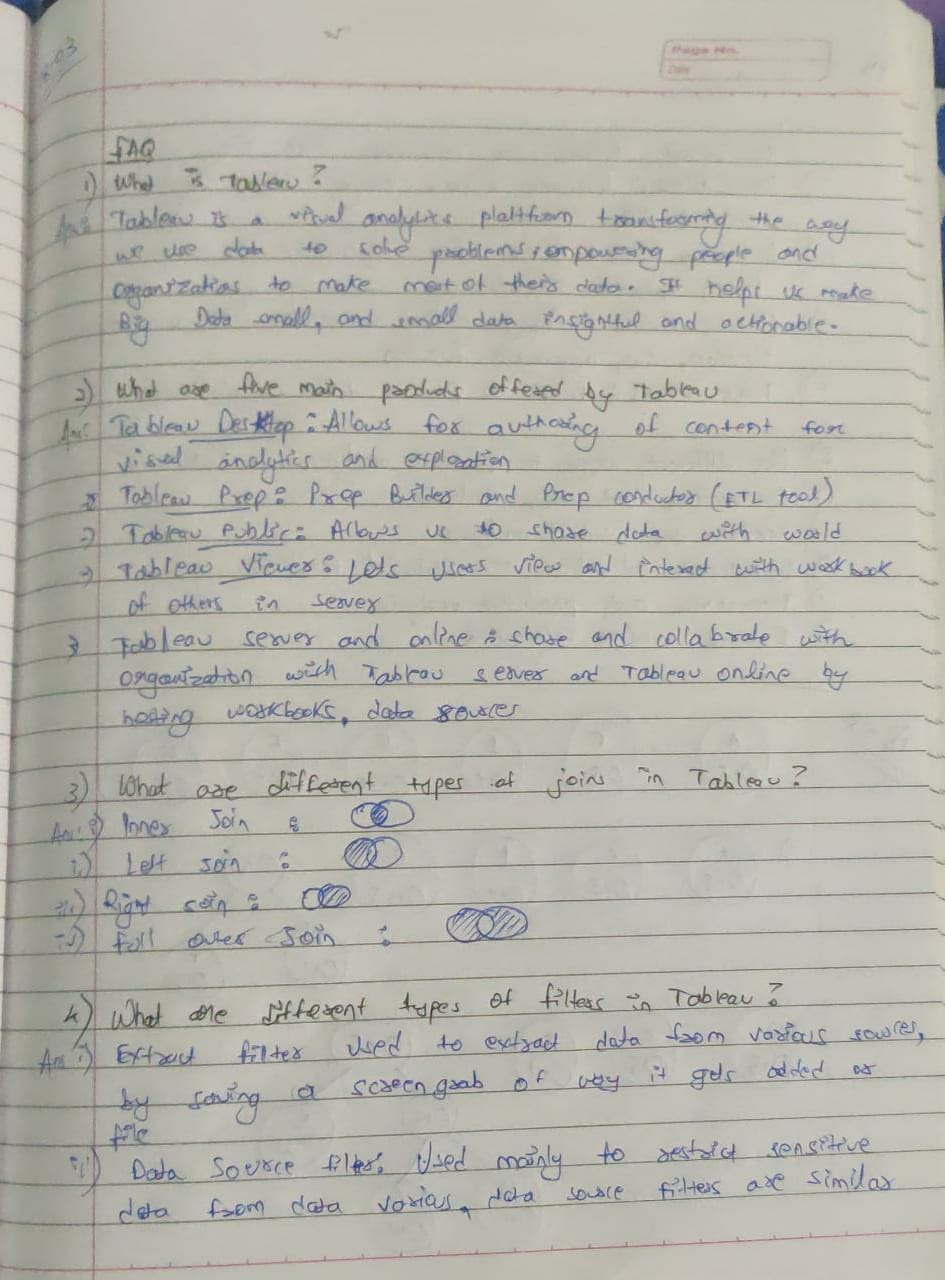 Page No.
Date
FAQ
1) What is Tableau?
Ans: Tableau is a visual analytics platform transforming the way
we use data to solve problems, empowering people and
organizations to make most of their data. It helps us make
Big Data small, and small data insightful and actionable.
2) What are five main products offered by Tableau
Ans: Tableau Desktop: Allows for authoring of content for
visual analytics and exploration
Tableau Prep: Prep Builder and Prep conductor (ETL tool)
→ Tableau Public: Allows us to share data with world
→ Tableau Viewer: Lets users view and interact with workbook
of others in server
Tableau server and online: share and collabrate with
organization with Tableau server and Tableau online by
hosting workbooks, data sources
3) What are different types of joins in Tableau?
Ans: i) Inner Join :
ii) Left join :
iii) Right join :
iv) full outer Join :
4) What are different types of filters in Tableau?
Ans i) Extract filter used to extract data from various sources,
by saving a screengrab of way it gets added as
file
ii) Data Source filter. Used mainly to restrict sensitive
data from data various, data source filters are similar